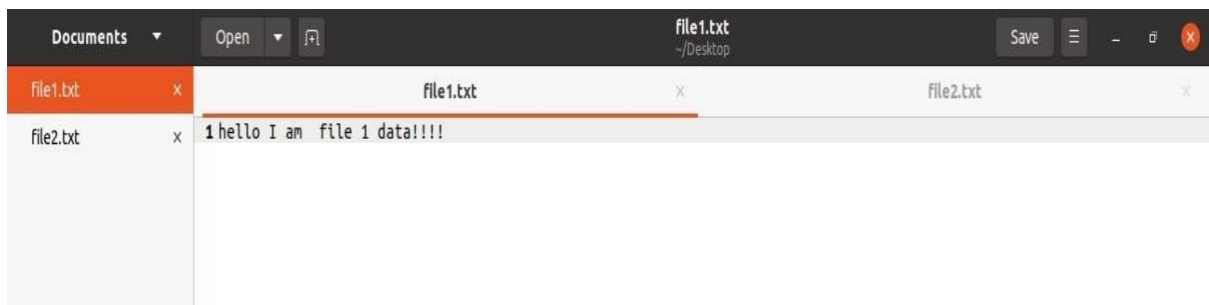 Documents Open file1.txt Save
~/Desktop
file1.txt x file1.txt x file2.txt x
file2.txt x 1 hello I am  file 1 data!!!!